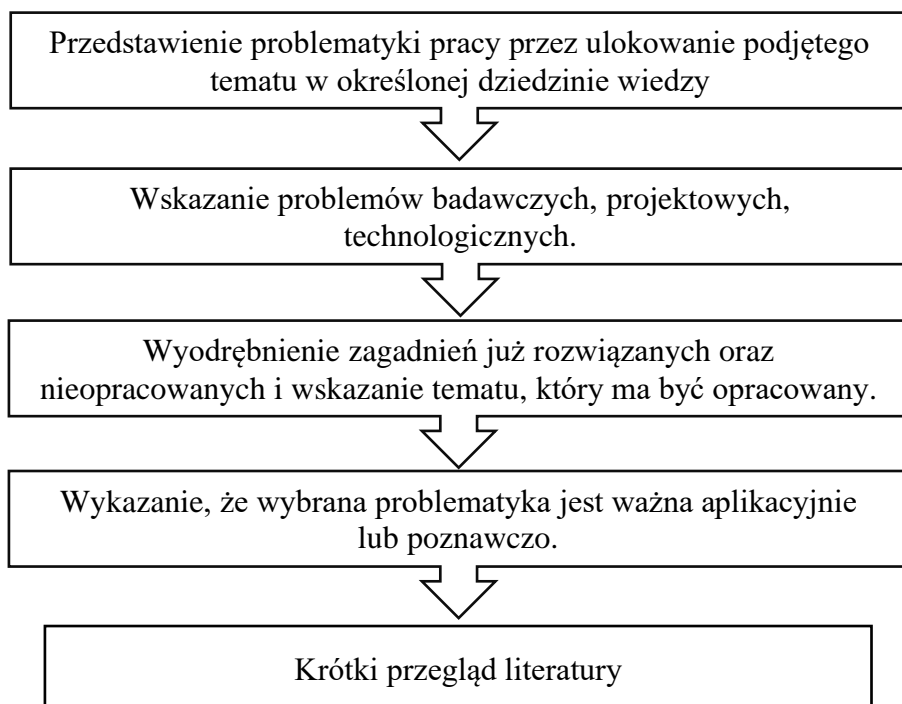 Przedstawienie problematyki pracy przez ulokowanie podjętego
tematu w określonej dziedzinie wiedzy
Wskazanie problemów badawczych, projektowych,
technologicznych.
Wyodrębnienie zagadnień już rozwiązanych oraz
nieopracowanych i wskazanie tematu, który ma być opracowany.
Wykazanie, że wybrana problematyka jest ważna aplikacyjnie
lub poznawczo.
Krótki przegląd literatury